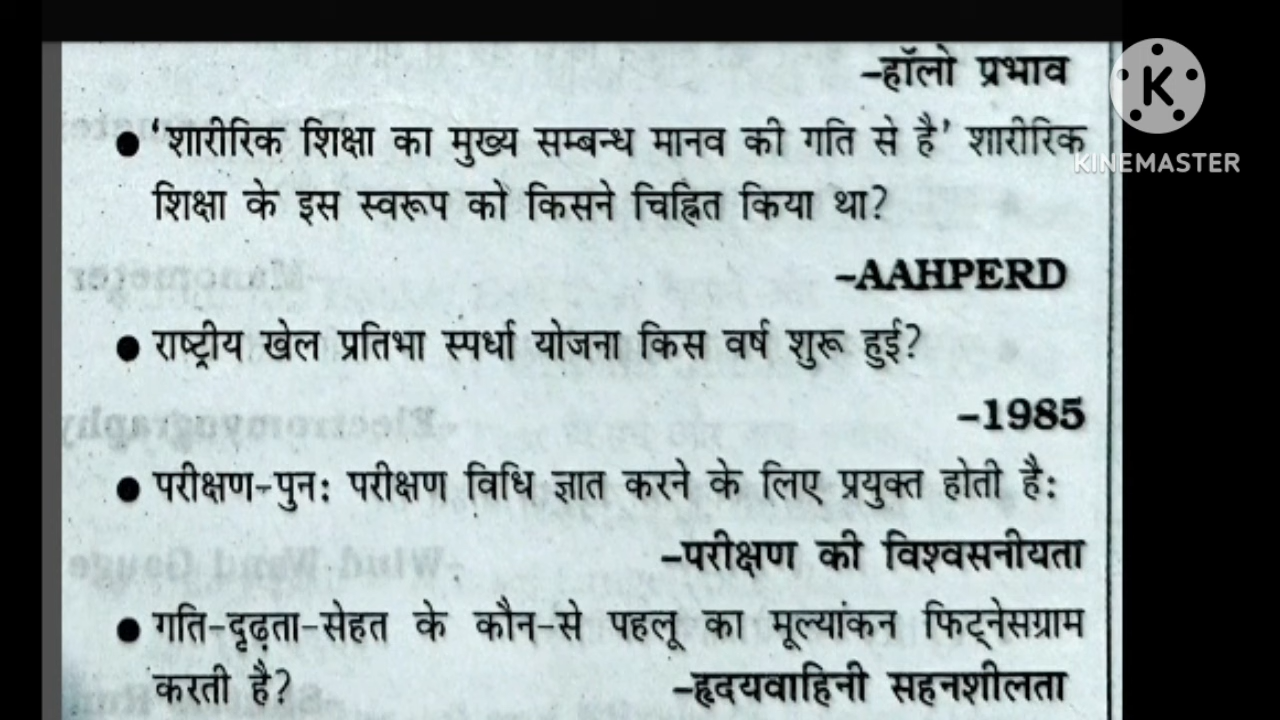 -हॉलो प्रभाव
● 'शारीरिक शिक्षा का मुख्य सम्बन्ध मानव की गति से है' शारीरिक
शिक्षा के इस स्वरूप को किसने चिह्नित किया था?
-AAHPERD
● राष्ट्रीय खेल प्रतिभा स्पर्धा योजना किस वर्ष शुरू हुई?
-1985
● परीक्षण-पुनः परीक्षण विधि ज्ञात करने के लिए प्रयुक्त होती है:
-परीक्षण की विश्वसनीयता
● गति-दृढ़ता-सेहत के कौन-से पहलू का मूल्यांकन फिट्नेसग्राम
करती है? -हृदयवाहिनी सहनशीलता
K
KINEMASTER